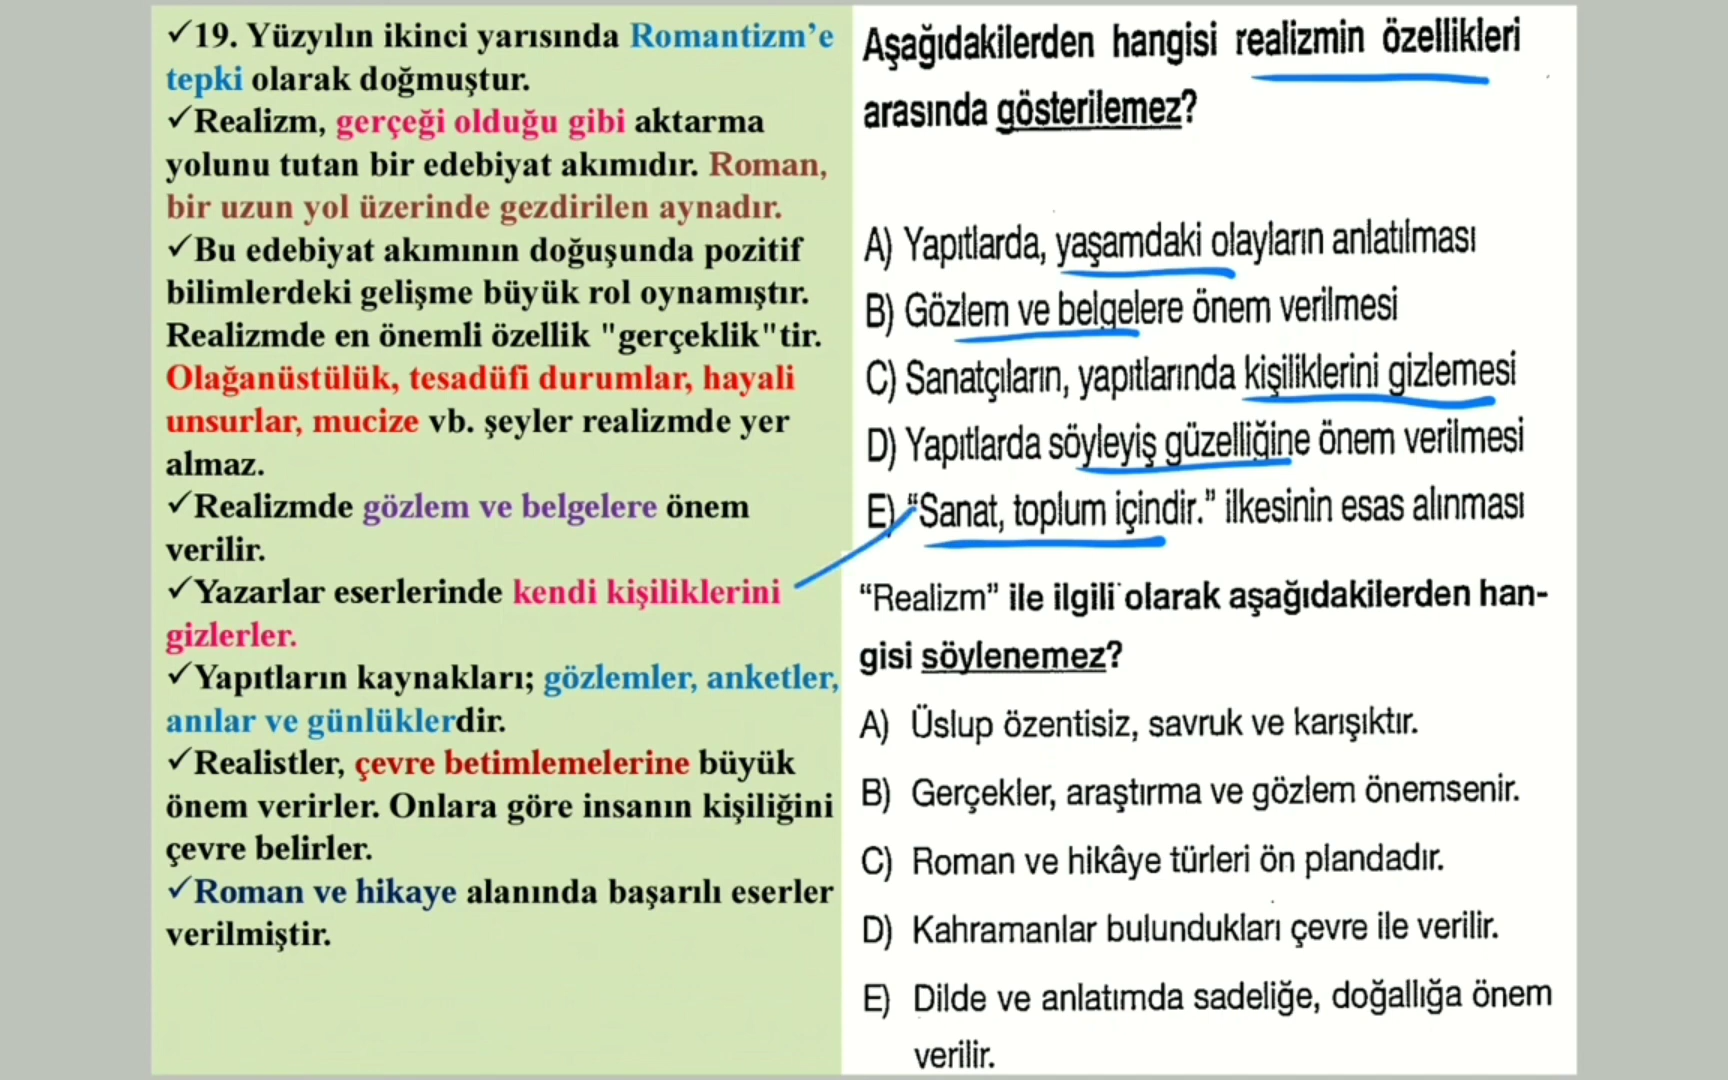 ✓19. Yüzyılın ikinci yarısında Romantizm’e
tepki olarak doğmuştur.
✓Realizm, gerçeği olduğu gibi aktarma
yolunu tutan bir edebiyat akımıdır. Roman,
bir uzun yol üzerinde gezdirilen aynadır.
✓Bu edebiyat akımının doğuşunda pozitif
bilimlerdeki gelişme büyük rol oynamıştır.
Realizmde en önemli özellik "gerçeklik"tir.
Olağanüstülük, tesadüfi durumlar, hayali
unsurlar, mucize vb. şeyler realizmde yer
almaz.
✓Realizmde gözlem ve belgelere önem
verilir.
✓Yazarlar eserlerinde kendi kişiliklerini
gizlerler.
✓Yapıtların kaynakları; gözlemler, anketler,
anılar ve günlüklerdir.
✓Realistler, çevre betimlemelerine büyük
önem verirler. Onlara göre insanın kişiliğini
çevre belirler.
✓Roman ve hikaye alanında başarılı eserler
verilmiştir.
Aşağıdakilerden hangisi realizmin özellikleri
arasında gösterilemez?
A) Yapıtlarda, yaşamdaki olayların anlatılması
B) Gözlem ve belgelere önem verilmesi
C) Sanatçıların, yapıtlarında kişiliklerini gizlemesi
D) Yapıtlarda söyleyiş güzelliğine önem verilmesi
E) “Sanat, toplum içindir.” ilkesinin esas alınması
“Realizm” ile ilgili olarak aşağıdakilerden han-
gisi söylenemez?
A) Üslup özentisiz, savruk ve karışıktır.
B) Gerçekler, araştırma ve gözlem önemsenir.
C) Roman ve hikâye türleri ön plandadır.
D) Kahramanlar bulundukları çevre ile verilir.
E) Dilde ve anlatımda sadeliğe, doğallığa önem
verilir.